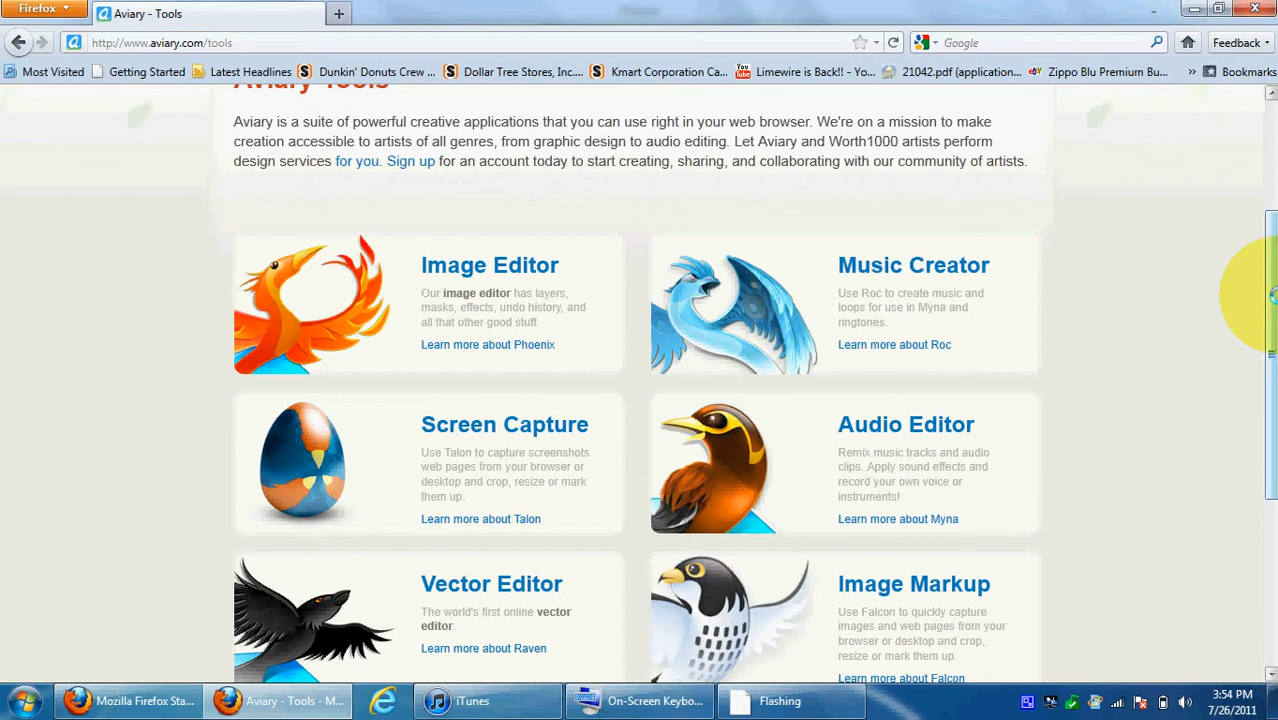 Firefox
Aviary - Tools
http://www.aviary.com/tools
Google
Feedback
Most Visited
Getting Started
Latest Headlines
Dunkin' Donuts Crew ...
Dollar Tree Stores, Inc....
Kmart Corporation Ca...
Limewire is Back!! - Yo...
21042.pdf (application...
Zippo Blu Premium Bu...
Bookmarks
Aviary Tools
Aviary is a suite of powerful creative applications that you can use right in your web browser. We're on a mission to make
creation accessible to artists of all genres, from graphic design to audio editing. Let Aviary and Worth1000 artists perform
design services for you. Sign up for an account today to start creating, sharing, and collaborating with our community of artists.
Image Editor
Our image editor has layers,
masks, effects, undo history, and
all that other good stuff.
Learn more about Phoenix
Music Creator
Use Roc to create music and
loops for use in Myna and
ringtones.
Learn more about Roc
Screen Capture
Use Talon to capture screenshots
web pages from your browser or
desktop and crop, resize or mark
them up.
Learn more about Talon
Audio Editor
Remix music tracks and audio
clips. Apply sound effects and
record your own voice or
instruments!
Learn more about Myna
Vector Editor
The world's first online vector
editor.
Learn more about Raven
Image Markup
Use Falcon to quickly capture
images and web pages from your
browser or desktop and crop,
resize or mark them up.
Learn more about Falcon
Mozilla Firefox Sta...
Aviary - Tools - M...
iTunes
On-Screen Keybo...
Flashing
3:54 PM
7/26/2011